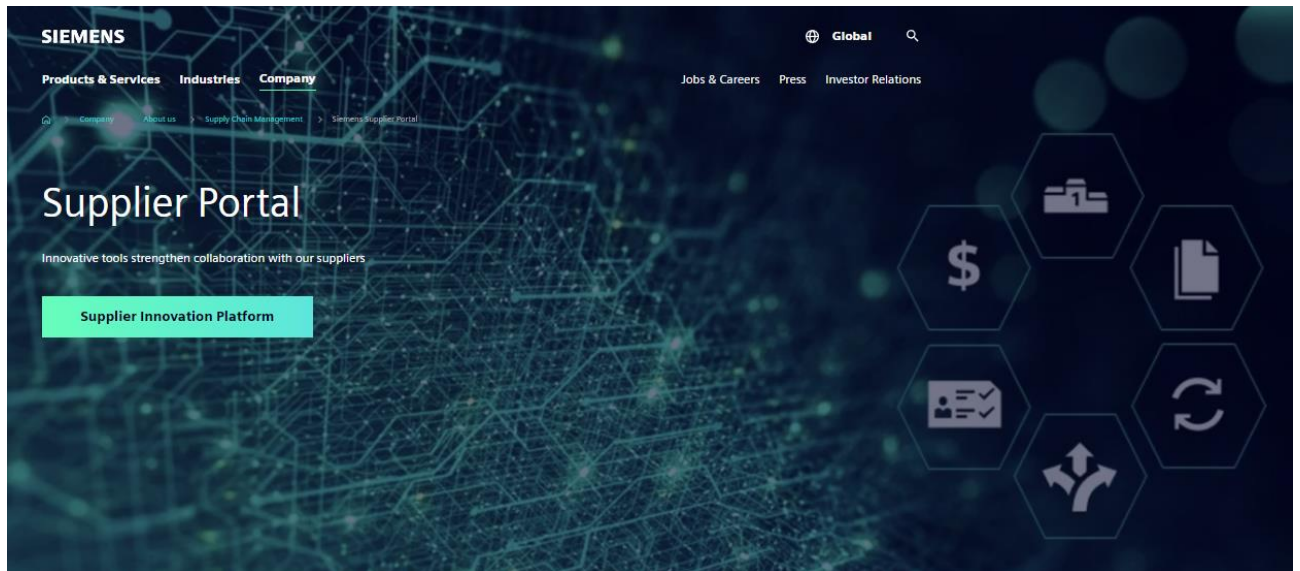 SIEMENS
Global
Products & Services Industries Company
Jobs & Careers Press Investor Relations
Company > About us > Supply Chain Management > Siemens Supplier Portal
Supplier Portal
Innovative tools strengthen collaboration with our suppliers
Supplier Innovation Platform
$
1